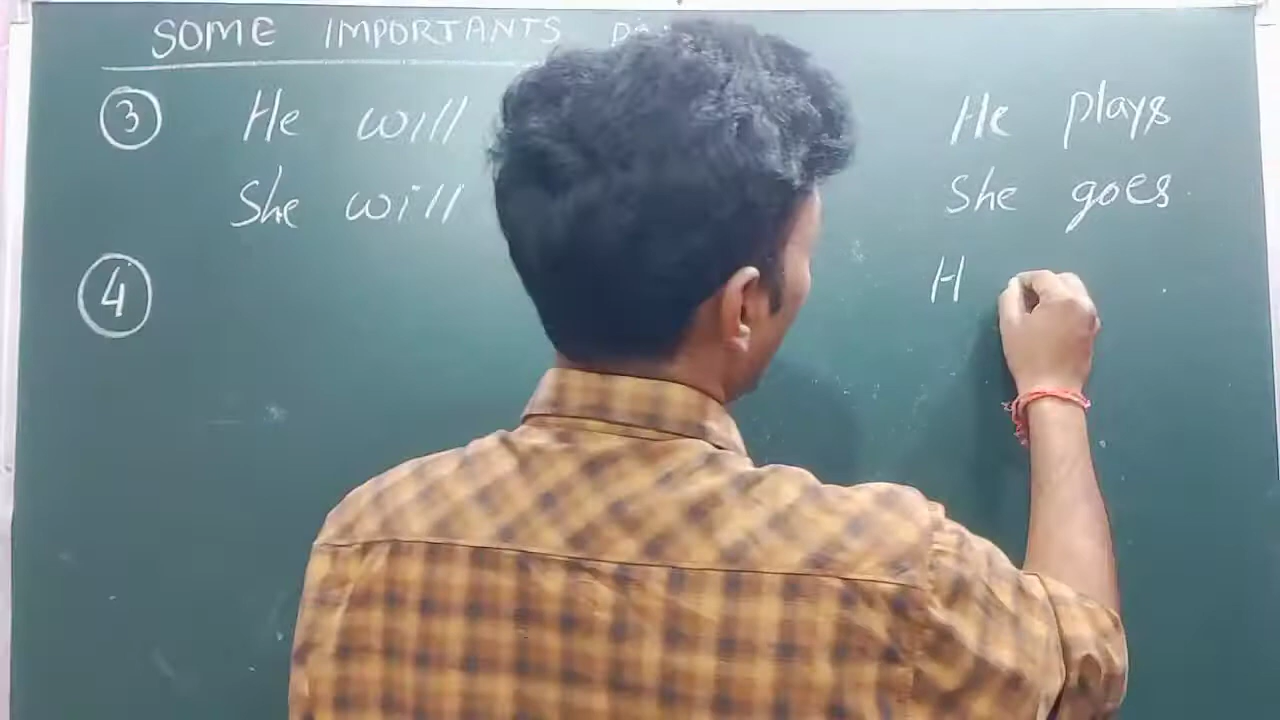 SOME IMPORTANTS
③ He will He plays
She will She goes
④ H